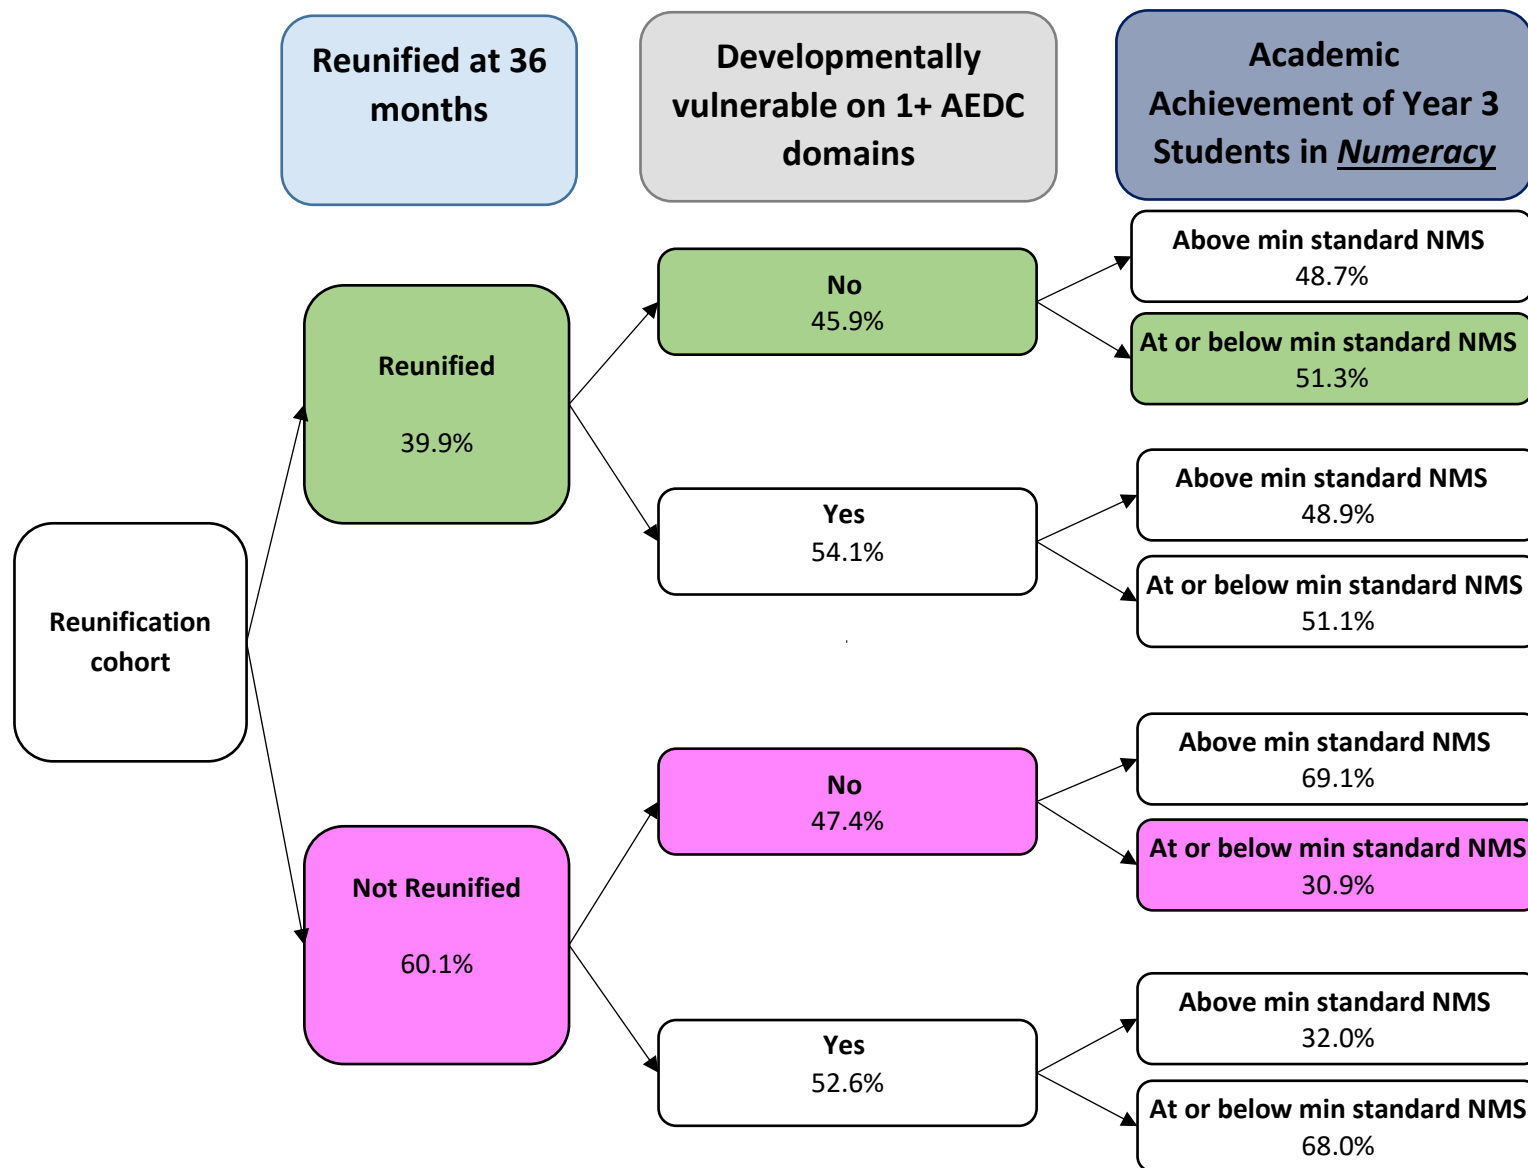 Reunified at 36
months
Developmentally
vulnerable on 1+ AEDC
domains
Academic
Achievement of Year 3
Students in Numeracy
Reunification
cohort
Reunified
39.9%
No
45.9%
Above min standard NMS
48.7%
At or below min standard NMS
51.3%
Yes
54.1%
Above min standard NMS
48.9%
At or below min standard NMS
51.1%
Not Reunified
60.1%
No
47.4%
Above min standard NMS
69.1%
At or below min standard NMS
30.9%
Yes
52.6%
Above min standard NMS
32.0%
At or below min standard NMS
68.0%